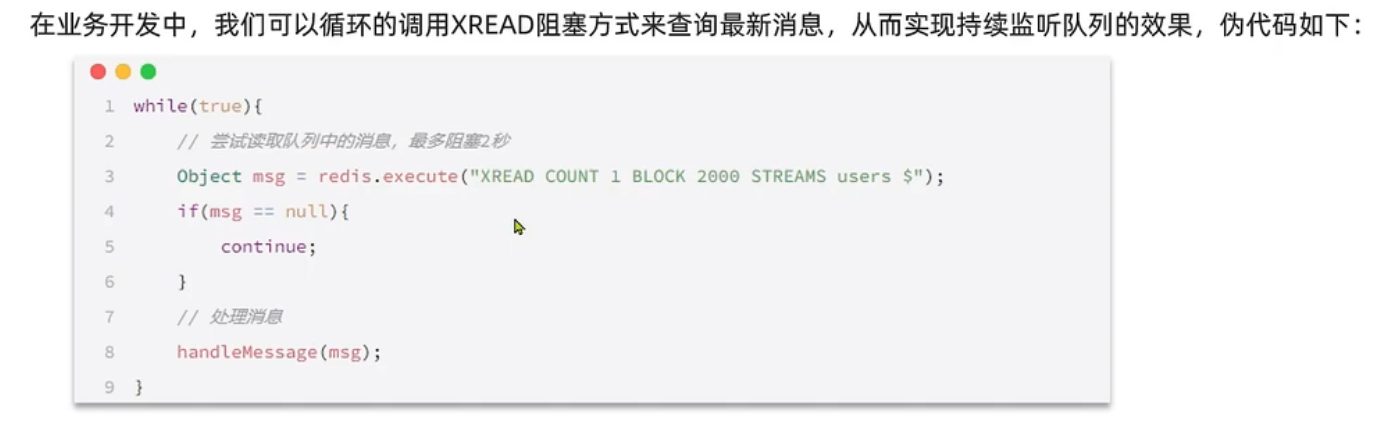 在业务开发中，我们可以循环的调用XREAD阻塞方式来查询最新消息，从而实现持续监听队列的效果，伪代码如下：
1 while(true){
2     // 尝试读取队列中的消息，最多阻塞2秒
3     Object msg = redis.execute("XREAD COUNT 1 BLOCK 2000 STREAMS users $");
4     if(msg == null){
5         continue;
6     }
7     // 处理消息
8     handleMessage(msg);
9 }